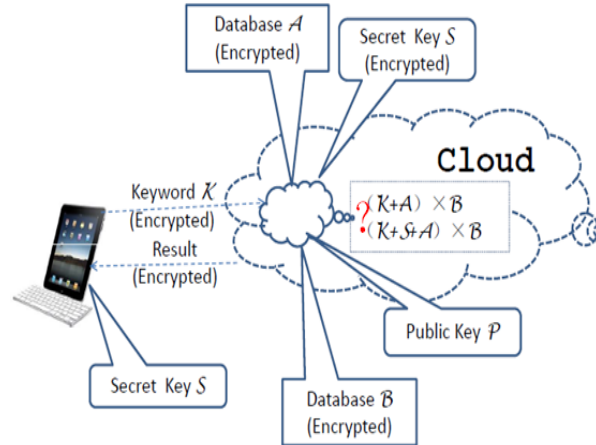 Database A
(Encrypted)
Secret Key S
(Encrypted)
Cloud
Keyword K
(Encrypted)
?
(K+A) ×B
(K+S+A) ×B
Result
(Encrypted)
Public Key P
Secret Key S
Database B
(Encrypted)